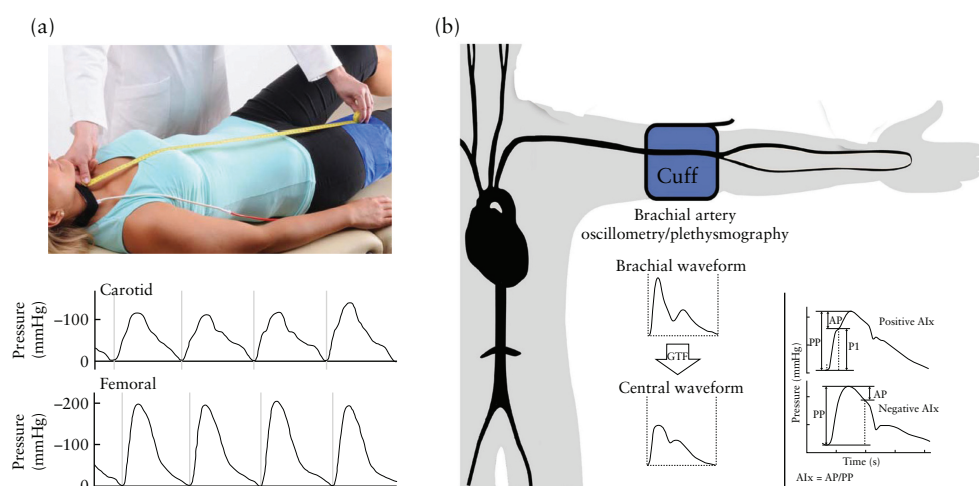 (a)
(b)
Cuff
Brachial artery
oscillometry/plethysmography
Brachial waveform
GTF
Central waveform
Carotid
Pressure
(mmHg)
-100
0
Femoral
Pressure
(mmHg)
-200
-100
0
AP
PP
P1
Positive AIx
AP
PP
Negative AIx
Pressure (mmHg)
Time (s)
AIx = AP/PP